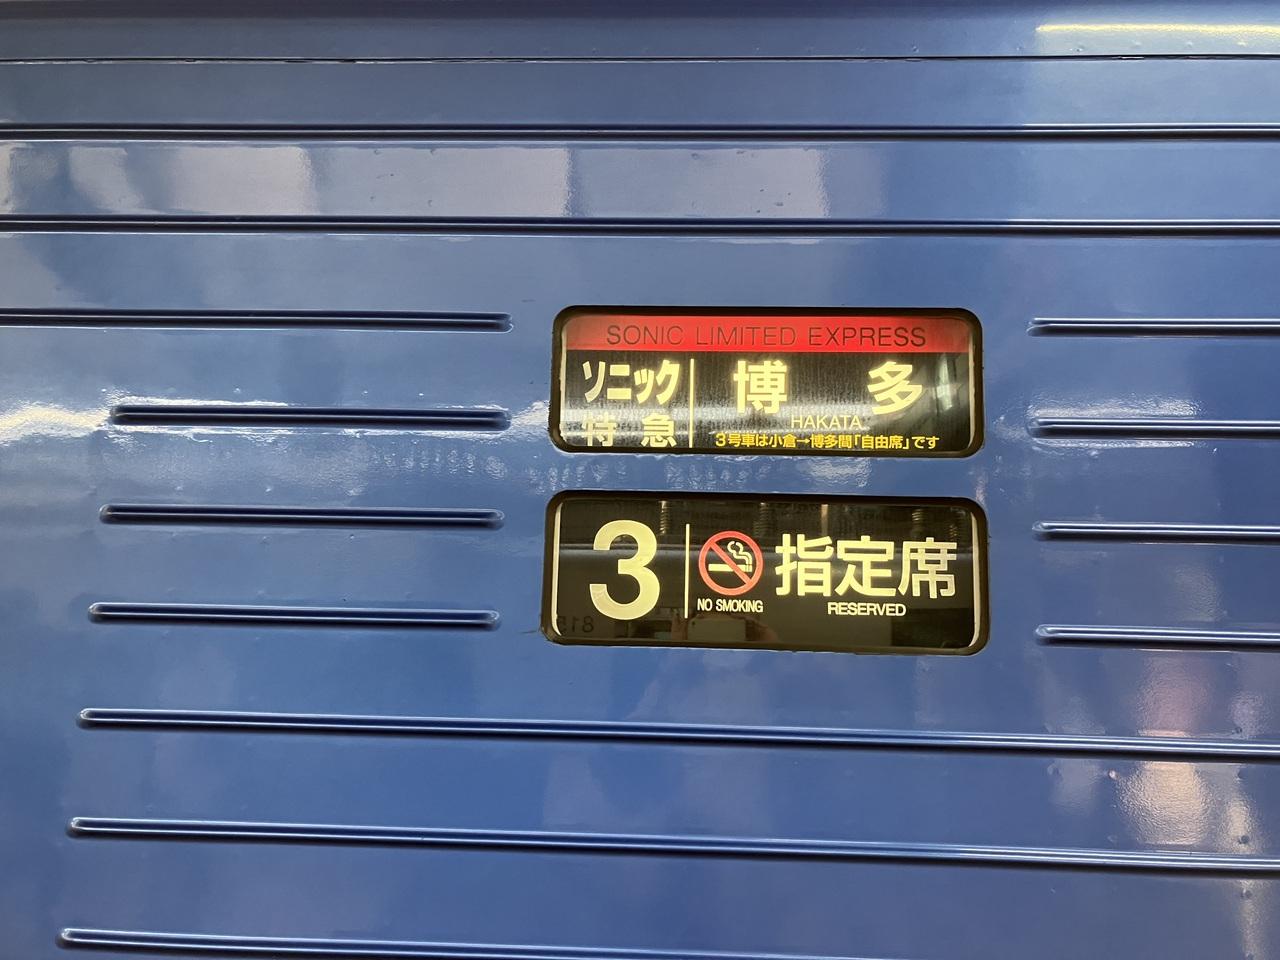 SONIC LIMITED EXPRESS
ソニック 博多
特急 HAKATA
3号車は小倉→博多間「自由席」です
3 指定席
NO SMOKING RESERVED